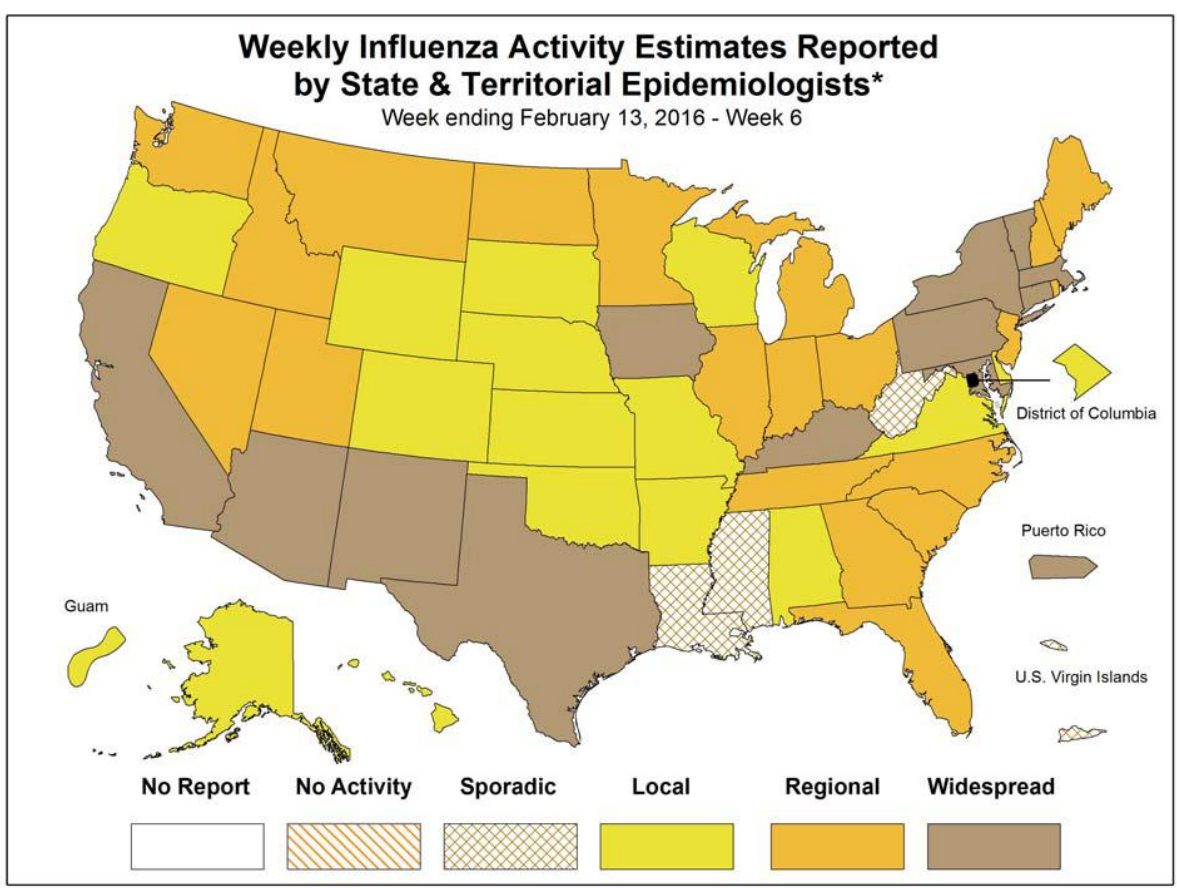 Weekly Influenza Activity Estimates Reported
by State & Territorial Epidemiologists*
Week ending February 13, 2016 - Week 6
District of Columbia
Puerto Rico
Guam
U.S. Virgin Islands
No Report No Activity Sporadic Local Regional Widespread